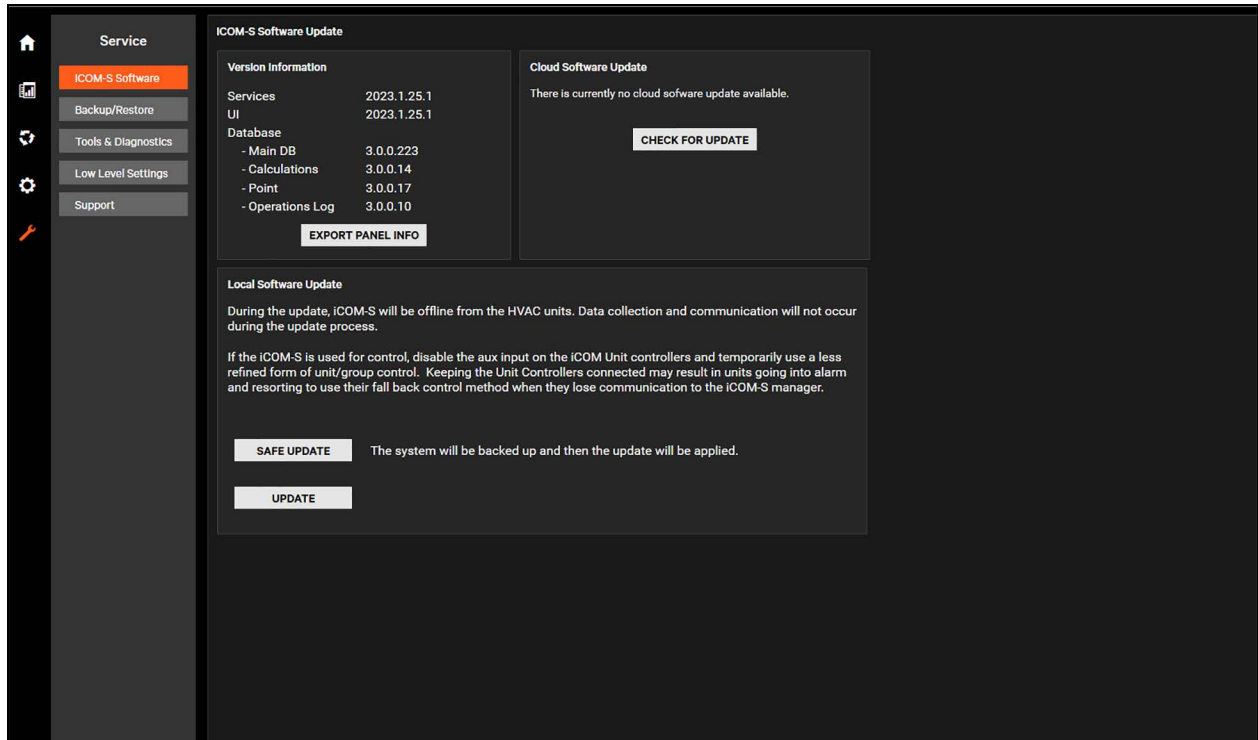 Service
iCOM-S Software
Backup/Restore
Tools & Diagnostics
Low Level Settings
Support
iCOM-S Software Update
Version Information
Services 2023.1.25.1
UI 2023.1.25.1
Database
- Main DB 3.0.0.223
- Calculations 3.0.0.14
- Point 3.0.0.17
- Operations Log 3.0.0.10
EXPORT PANEL INFO
Cloud Software Update
There is currently no cloud sofware update available.
CHECK FOR UPDATE
Local Software Update
During the update, iCOM-S will be offline from the HVAC units. Data collection and communication will not occur
during the update process.
If the iCOM-S is used for control, disable the aux input on the iCOM Unit controllers and temporarily use a less
refined form of unit/group control. Keeping the Unit Controllers connected may result in units going into alarm
and resorting to use their fall back control method when they lose communication to the iCOM-S manager.
SAFE UPDATE The system will be backed up and then the update will be applied.
UPDATE